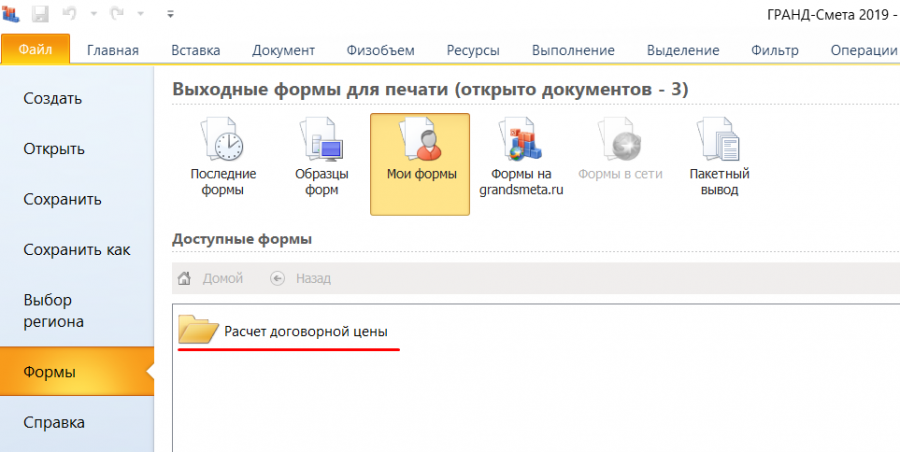 ГРАНД-Смета 2019 -
Файл Главная Вставка Документ Физобъем Ресурсы Выполнение Выделение Фильтр Операции
Создать
Открыть
Сохранить
Сохранить как
Выбор
региона
Формы
Справка
Выходные формы для печати (открыто документов - 3)
Последние
формы
Образцы
форм
Мои формы
Формы на
grandsmeta.ru
Формы в сети
Пакетный
вывод
Доступные формы
Домой Назад
Расчет договорной цены